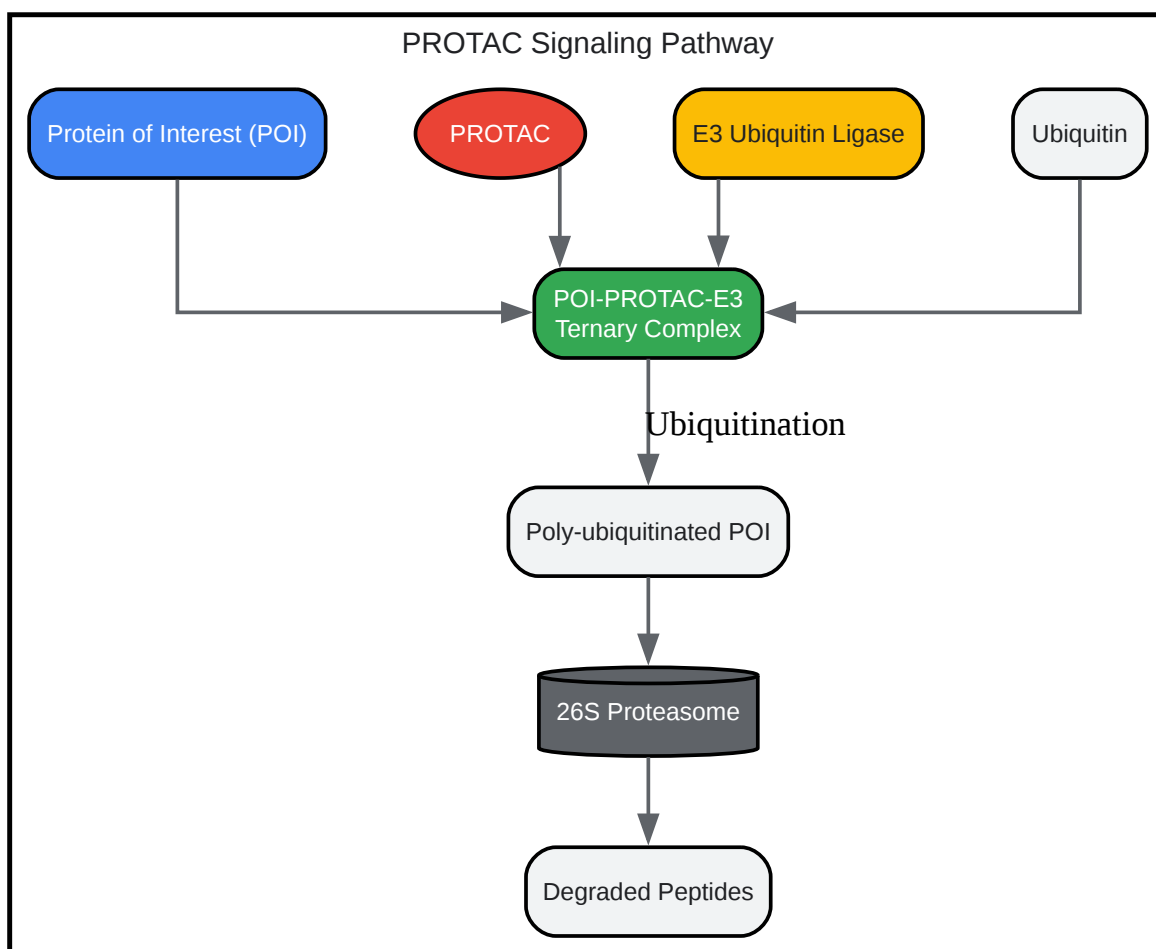 PROTAC Signaling Pathway
Protein of Interest (POI)
PROTAC
E3 Ubiquitin Ligase
Ubiquitin
POI-PROTAC-E3
Ternary Complex
Ubiquitination
Poly-ubiquitinated POI
26S Proteasome
Degraded Peptides